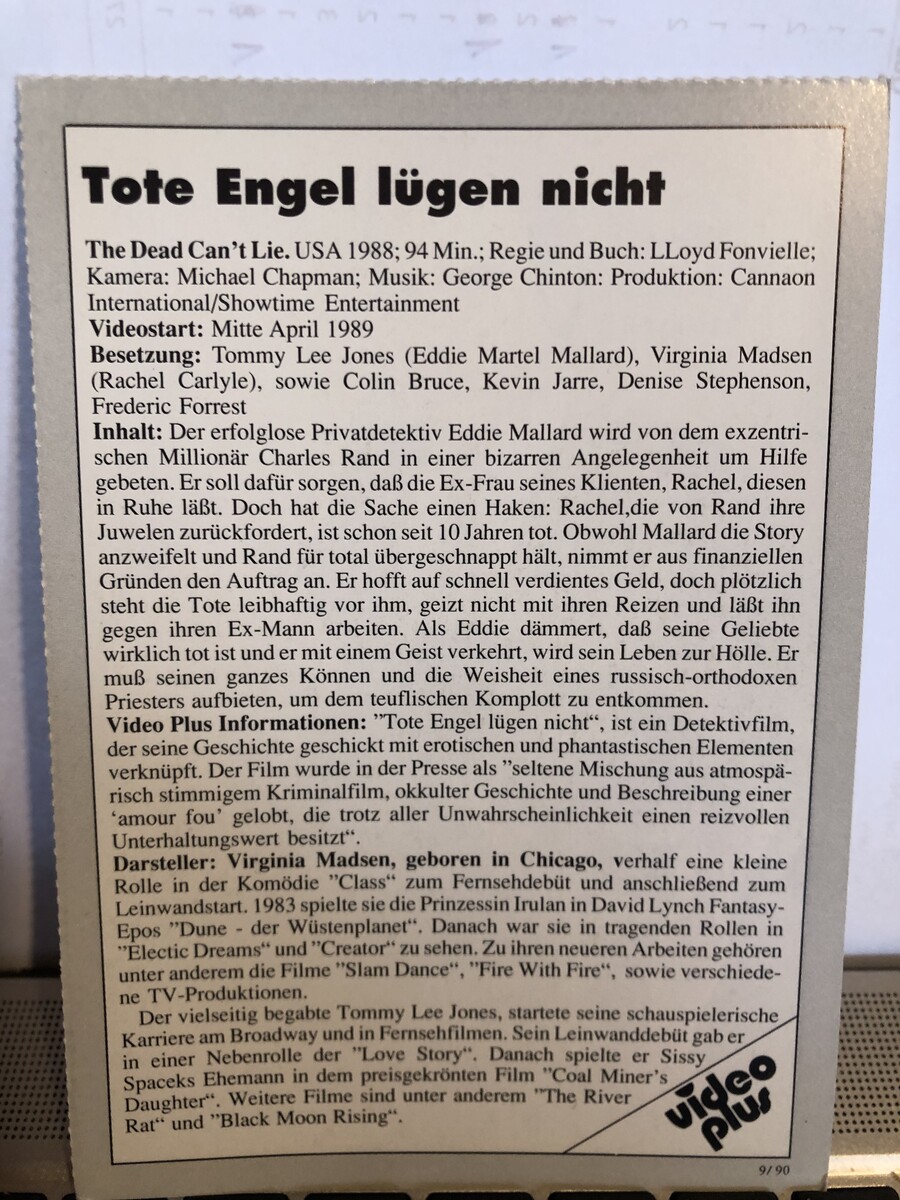 Tote Engel lügen nicht
The Dead Can't Lie. USA 1988; 94 Min.; Regie und Buch: LLoyd Fonvielle;
Kamera: Michael Chapman; Musik: George Chinton: Produktion: Cannaon
International/Showtime Entertainment
Videostart: Mitte April 1989
Besetzung: Tommy Lee Jones (Eddie Martel Mallard), Virginia Madsen
(Rachel Carlyle), sowie Colin Bruce, Kevin Jarre, Denise Stephenson,
Frederic Forrest
Inhalt: Der erfolglose Privatdetektiv Eddie Mallard wird von dem exzentri-
schen Millionär Charles Rand in einer bizarren Angelegenheit um Hilfe
gebeten. Er soll dafür sorgen, daß die Ex-Frau seines Klienten, Rachel, diesen
in Ruhe läßt. Doch hat die Sache einen Haken: Rachel,die von Rand ihre
Juwelen zurückfordert, ist schon seit 10 Jahren tot. Obwohl Mallard die Story
anzweifelt und Rand für total übergeschnappt hält, nimmt er aus finanziellen
Gründen den Auftrag an. Er hofft auf schnell verdientes Geld, doch plötzlich
steht die Tote leibhaftig vor ihm, geizt nicht mit ihren Reizen und läßt ihn
gegen ihren Ex-Mann arbeiten. Als Eddie dämmert, daß seine Geliebte
wirklich tot ist und er mit einem Geist verkehrt, wird sein Leben zur Hölle. Er
muß seinen ganzes Können und die Weisheit eines russisch-orthodoxen
Priesters aufbieten, um dem teuflischen Komplott zu entkommen.
Video Plus Informationen: ”Tote Engel lügen nicht“, ist ein Detektivfilm,
der seine Geschichte geschickt mit erotischen und phantastischen Elementen
verknüpft. Der Film wurde in der Presse als ”seltene Mischung aus atmospä-
risch stimmigem Kriminalfilm, okkulter Geschichte und Beschreibung einer
‘amour fou’ gelobt, die trotz aller Unwahrscheinlichkeit einen reizvollen
Unterhaltungswert besitzt“.
Darsteller: Virginia Madsen, geboren in Chicago, verhalf eine kleine
Rolle in der Komödie ”Class“ zum Fernsehdebüt und anschließend zum
Leinwandstart. 1983 spielte sie die Prinzessin Irulan in David Lynch Fantasy-
Epos ”Dune - der Wüstenplanet“. Danach war sie in tragenden Rollen in
”Electic Dreams“ und ”Creator“ zu sehen. Zu ihren neueren Arbeiten gehören
unter anderem die Filme ”Slam Dance“, ”Fire With Fire“, sowie verschiede-
ne TV-Produktionen.
Der vielseitig begabte Tommy Lee Jones, startete seine schauspielerische
Karriere am Broadway und in Fernsehfilmen. Sein Leinwanddebüt gab er
in einer Nebenrolle der ”Love Story“. Danach spielte er Sissy
Spaceks Ehemann in dem preisgekrönten Film ”Coal Miner's
Daughter“. Weitere Filme sind unter anderem ”The River
Rat“ und ”Black Moon Rising“.
video
plus
9/90